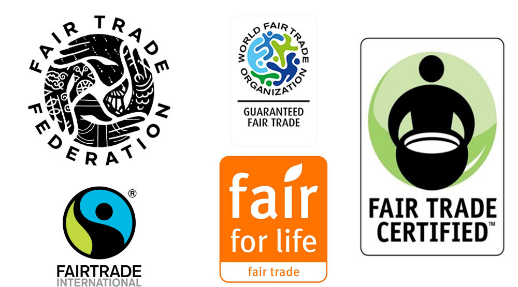 FAIR TRADE
FEDERATION
WORLD FAIR TRADE
ORGANIZATION
GUARANTEED
FAIR TRADE
FAIR TRADE
CERTIFIED™
®
FAIRTRADE
INTERNATIONAL
fair
for life
fair trade